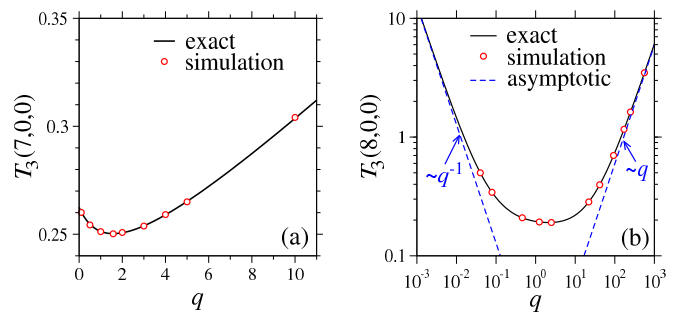 0.35
0.3
0.25
T₃(7,0,0)
exact
simulation
(a)
0 2 4 6 8 10
q
10
1
0.1
T₃(8,0,0)
exact
simulation
asymptotic
~q⁻¹
~q
(b)
10⁻³ 10⁻² 10⁻¹ 10⁰ 10¹ 10² 10³
q